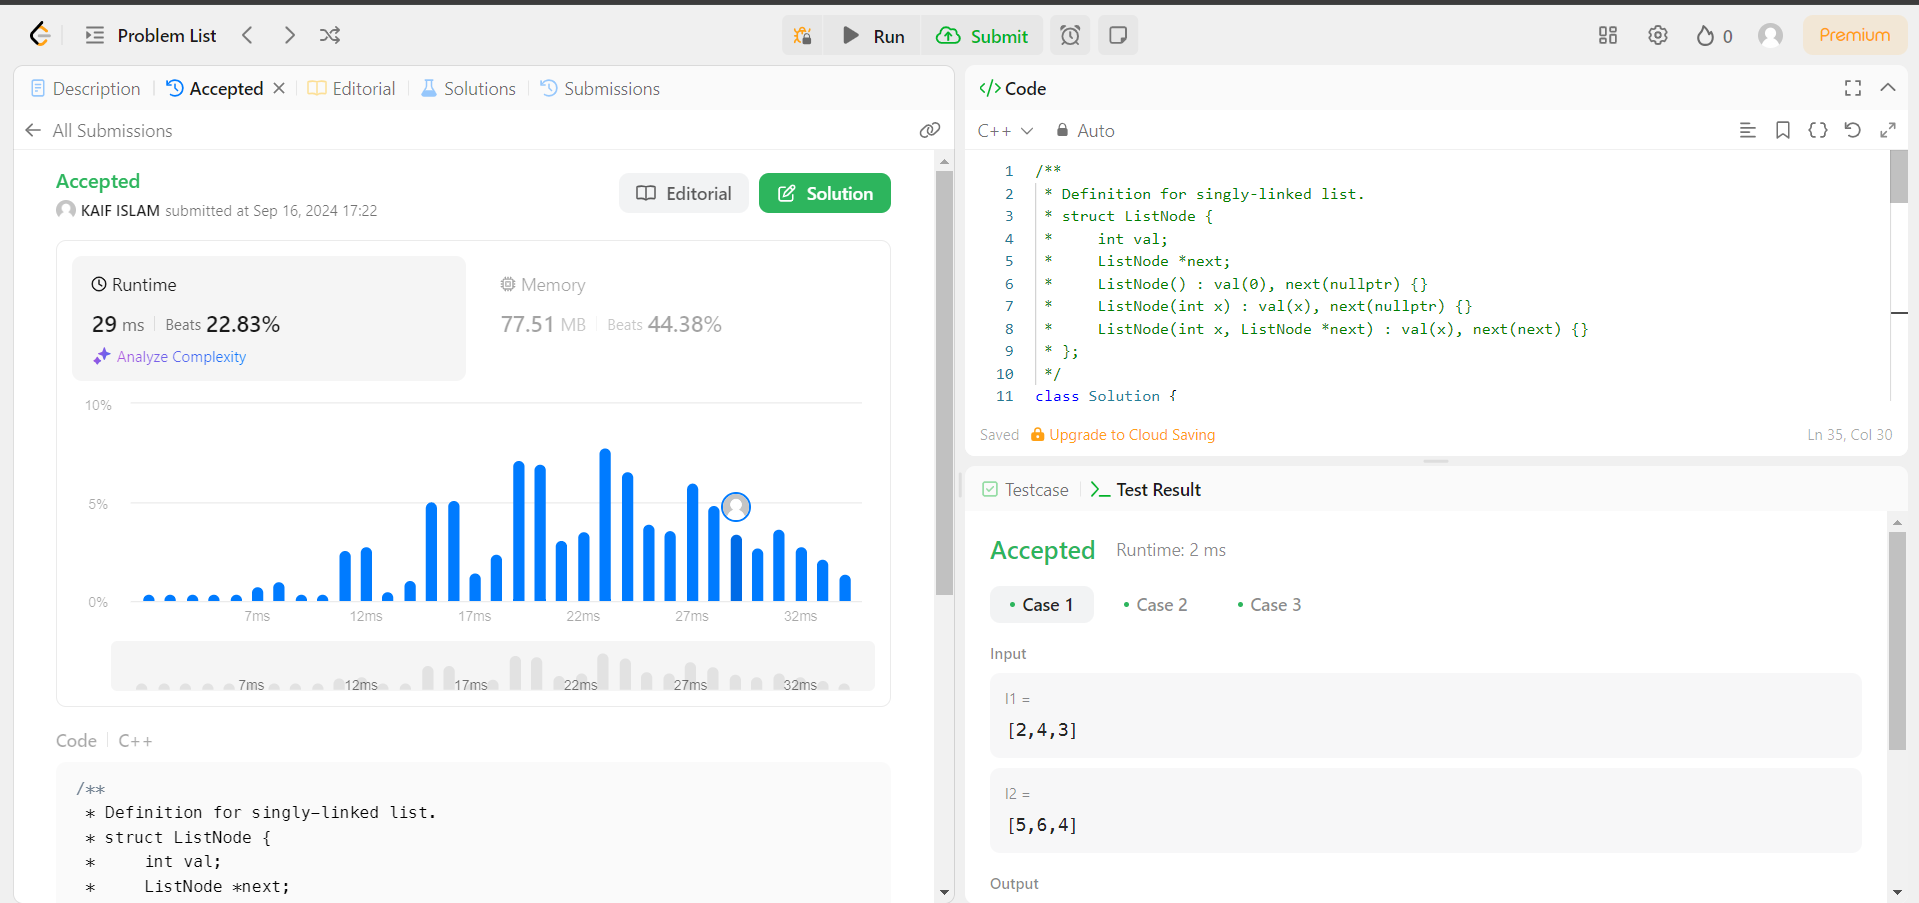 Problem List
Run
Submit
0
Premium
Description
Accepted
Editorial
Solutions
Submissions
All Submissions
Accepted
KAIF ISLAM submitted at Sep 16, 2024 17:22
Editorial
Solution
Runtime
29 ms
Beats 22.83%
Analyze Complexity
Memory
77.51 MB
Beats 44.38%
10%
5%
0%
7ms
12ms
17ms
22ms
27ms
32ms
7ms
12ms
17ms
22ms
27ms
32ms
Code
C++
/**
* Definition for singly-linked list.
* struct ListNode {
*     int val;
*     ListNode *next;
</> Code
C++
Auto
1 /**
2 * Definition for singly-linked list.
3 * struct ListNode {
4 *     int val;
5 *     ListNode *next;
6 *     ListNode() : val(0), next(nullptr) {}
7 *     ListNode(int x) : val(x), next(nullptr) {}
8 *     ListNode(int x, ListNode *next) : val(x), next(next) {}
9 * };
10 */
11 class Solution {
Saved
Upgrade to Cloud Saving
Ln 35, Col 30
Testcase
Test Result
Accepted
Runtime: 2 ms
• Case 1
• Case 2
• Case 3
Input
l1 =
[2,4,3]
l2 =
[5,6,4]
Output